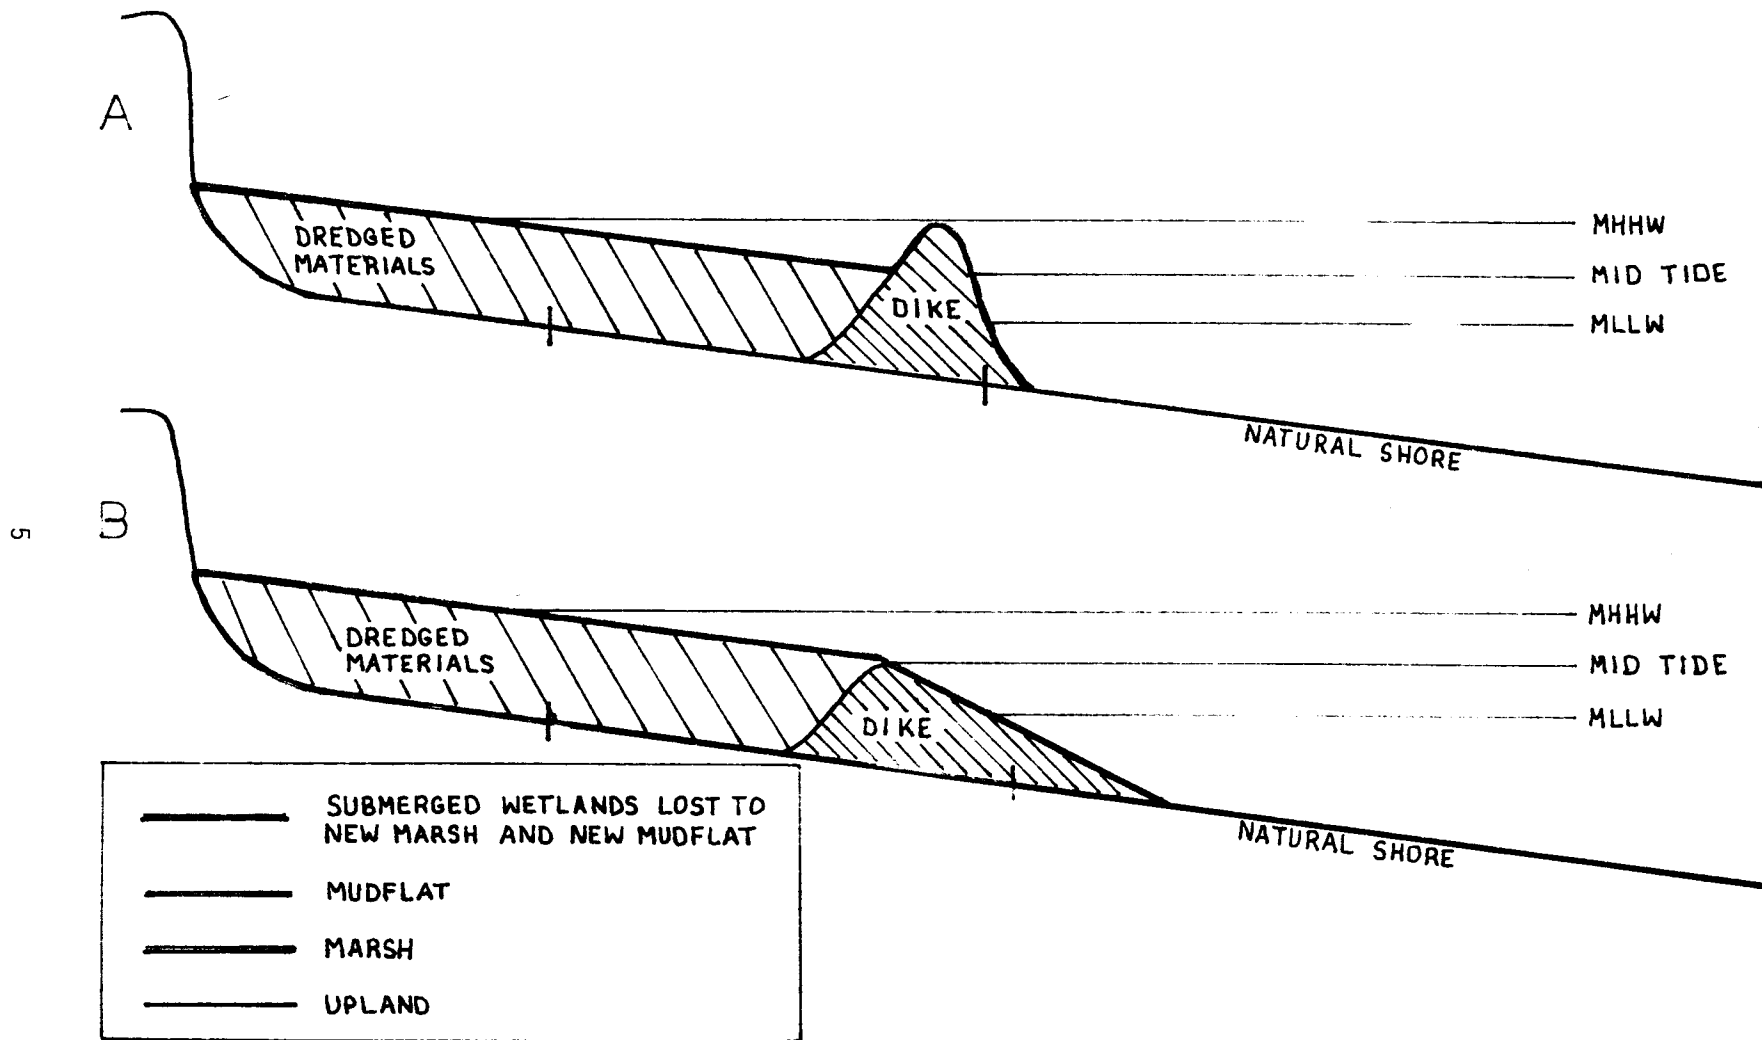 A
DREDGED
MATERIALS
DIKE
MHHW
MID TIDE
MLLW
NATURAL SHORE
5
B
DREDGED
MATERIALS
DIKE
MHHW
MID TIDE
MLLW
NATURAL SHORE
SUBMERGED WETLANDS LOST TO
NEW MARSH AND NEW MUDFLAT
MUDFLAT
MARSH
UPLAND